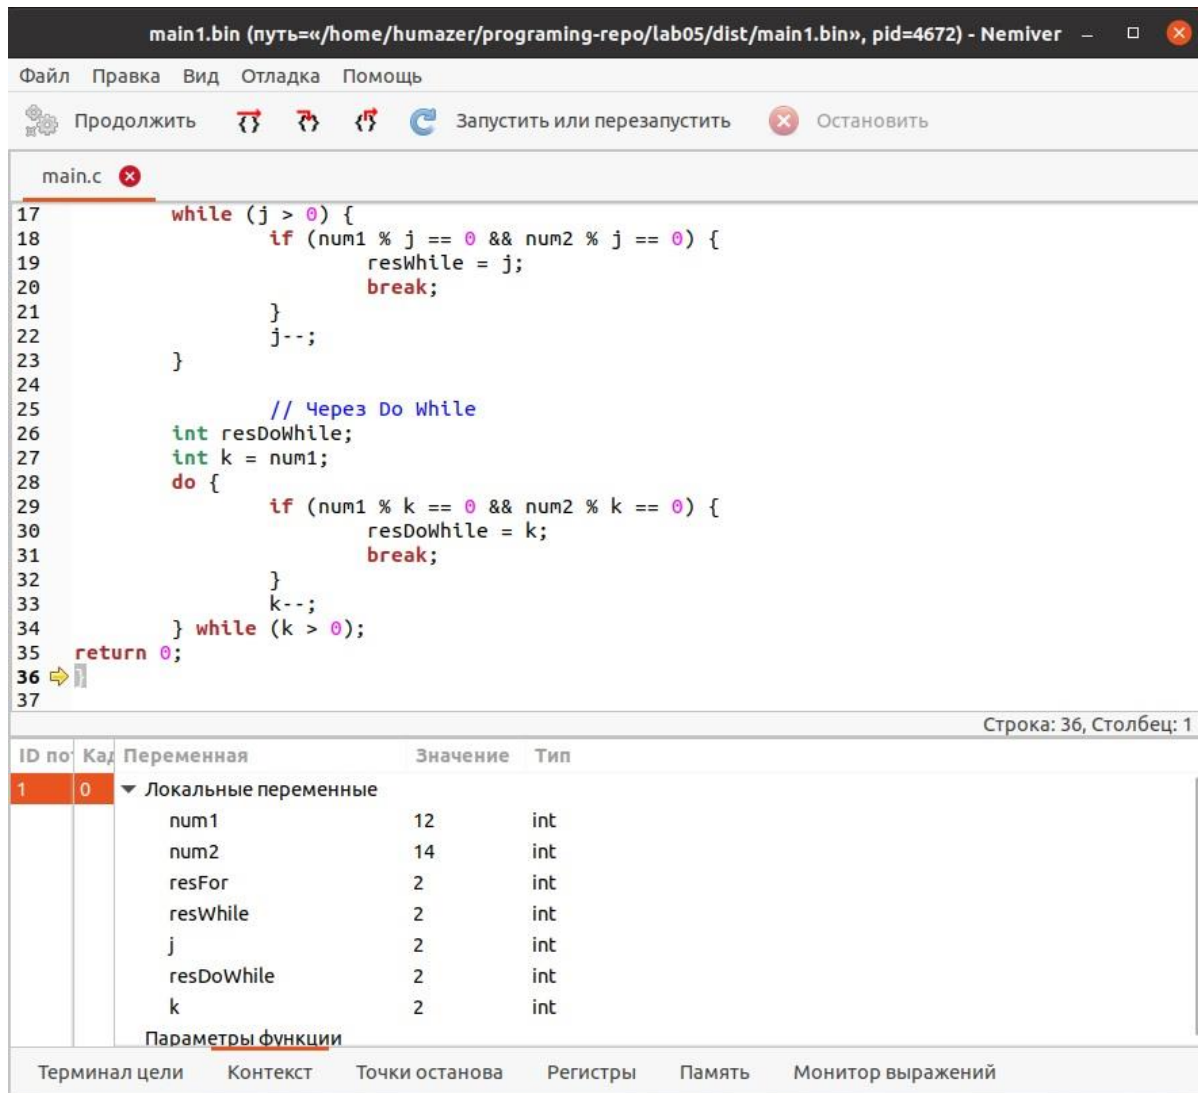 main1.bin (путь=«/home/humazer/programing-repo/lab05/dist/main1.bin», pid=4672) - Nemiver
Файл Правка Вид Отладка Помощь
Продолжить Запустить или перезапустить Остановить
main.c
17 while (j > 0) {
18 if (num1 % j == 0 && num2 % j == 0) {
19 resWhile = j;
20 break;
21 }
22 j--;
23 }
24
25 // Через Do While
26 int resDoWhile;
27 int k = num1;
28 do {
29 if (num1 % k == 0 && num2 % k == 0) {
30 resDoWhile = k;
31 break;
32 }
33 k--;
34 } while (k > 0);
35 return 0;
36 }
37
Строка: 36, Столбец: 1
ID по Кад Переменная Значение Тип
1 0 Локальные переменные
num1 12 int
num2 14 int
resFor 2 int
resWhile 2 int
j 2 int
resDoWhile 2 int
k 2 int
Параметры функции
Терминал цели Контекст Точки останова Регистры Память Монитор выражений